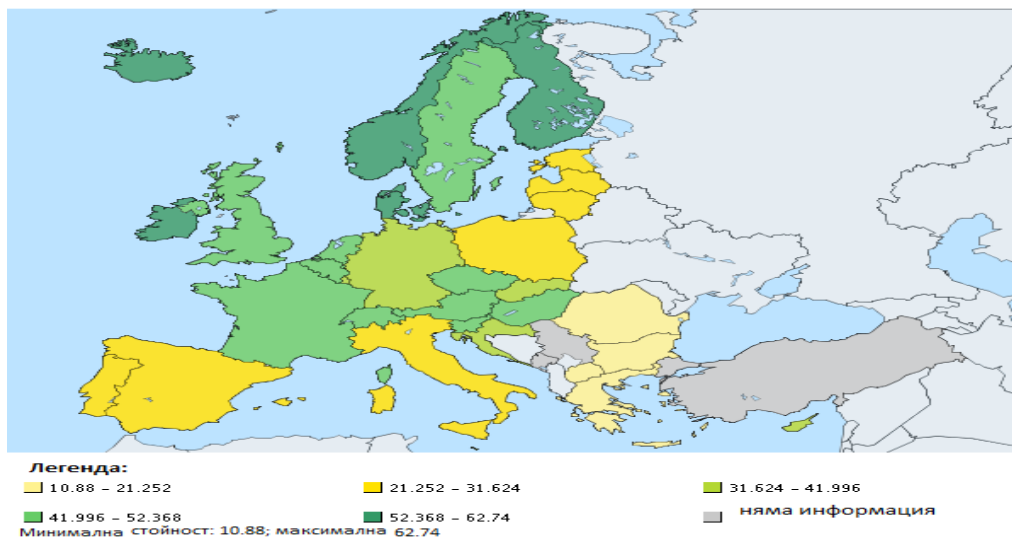 Легенда:
10.88 – 21.252 21.252 – 31.624 31.624 – 41.996
41.996 – 52.368 52.368 – 62.74 няма информация
Минимална стойност: 10.88; максимална 62.74